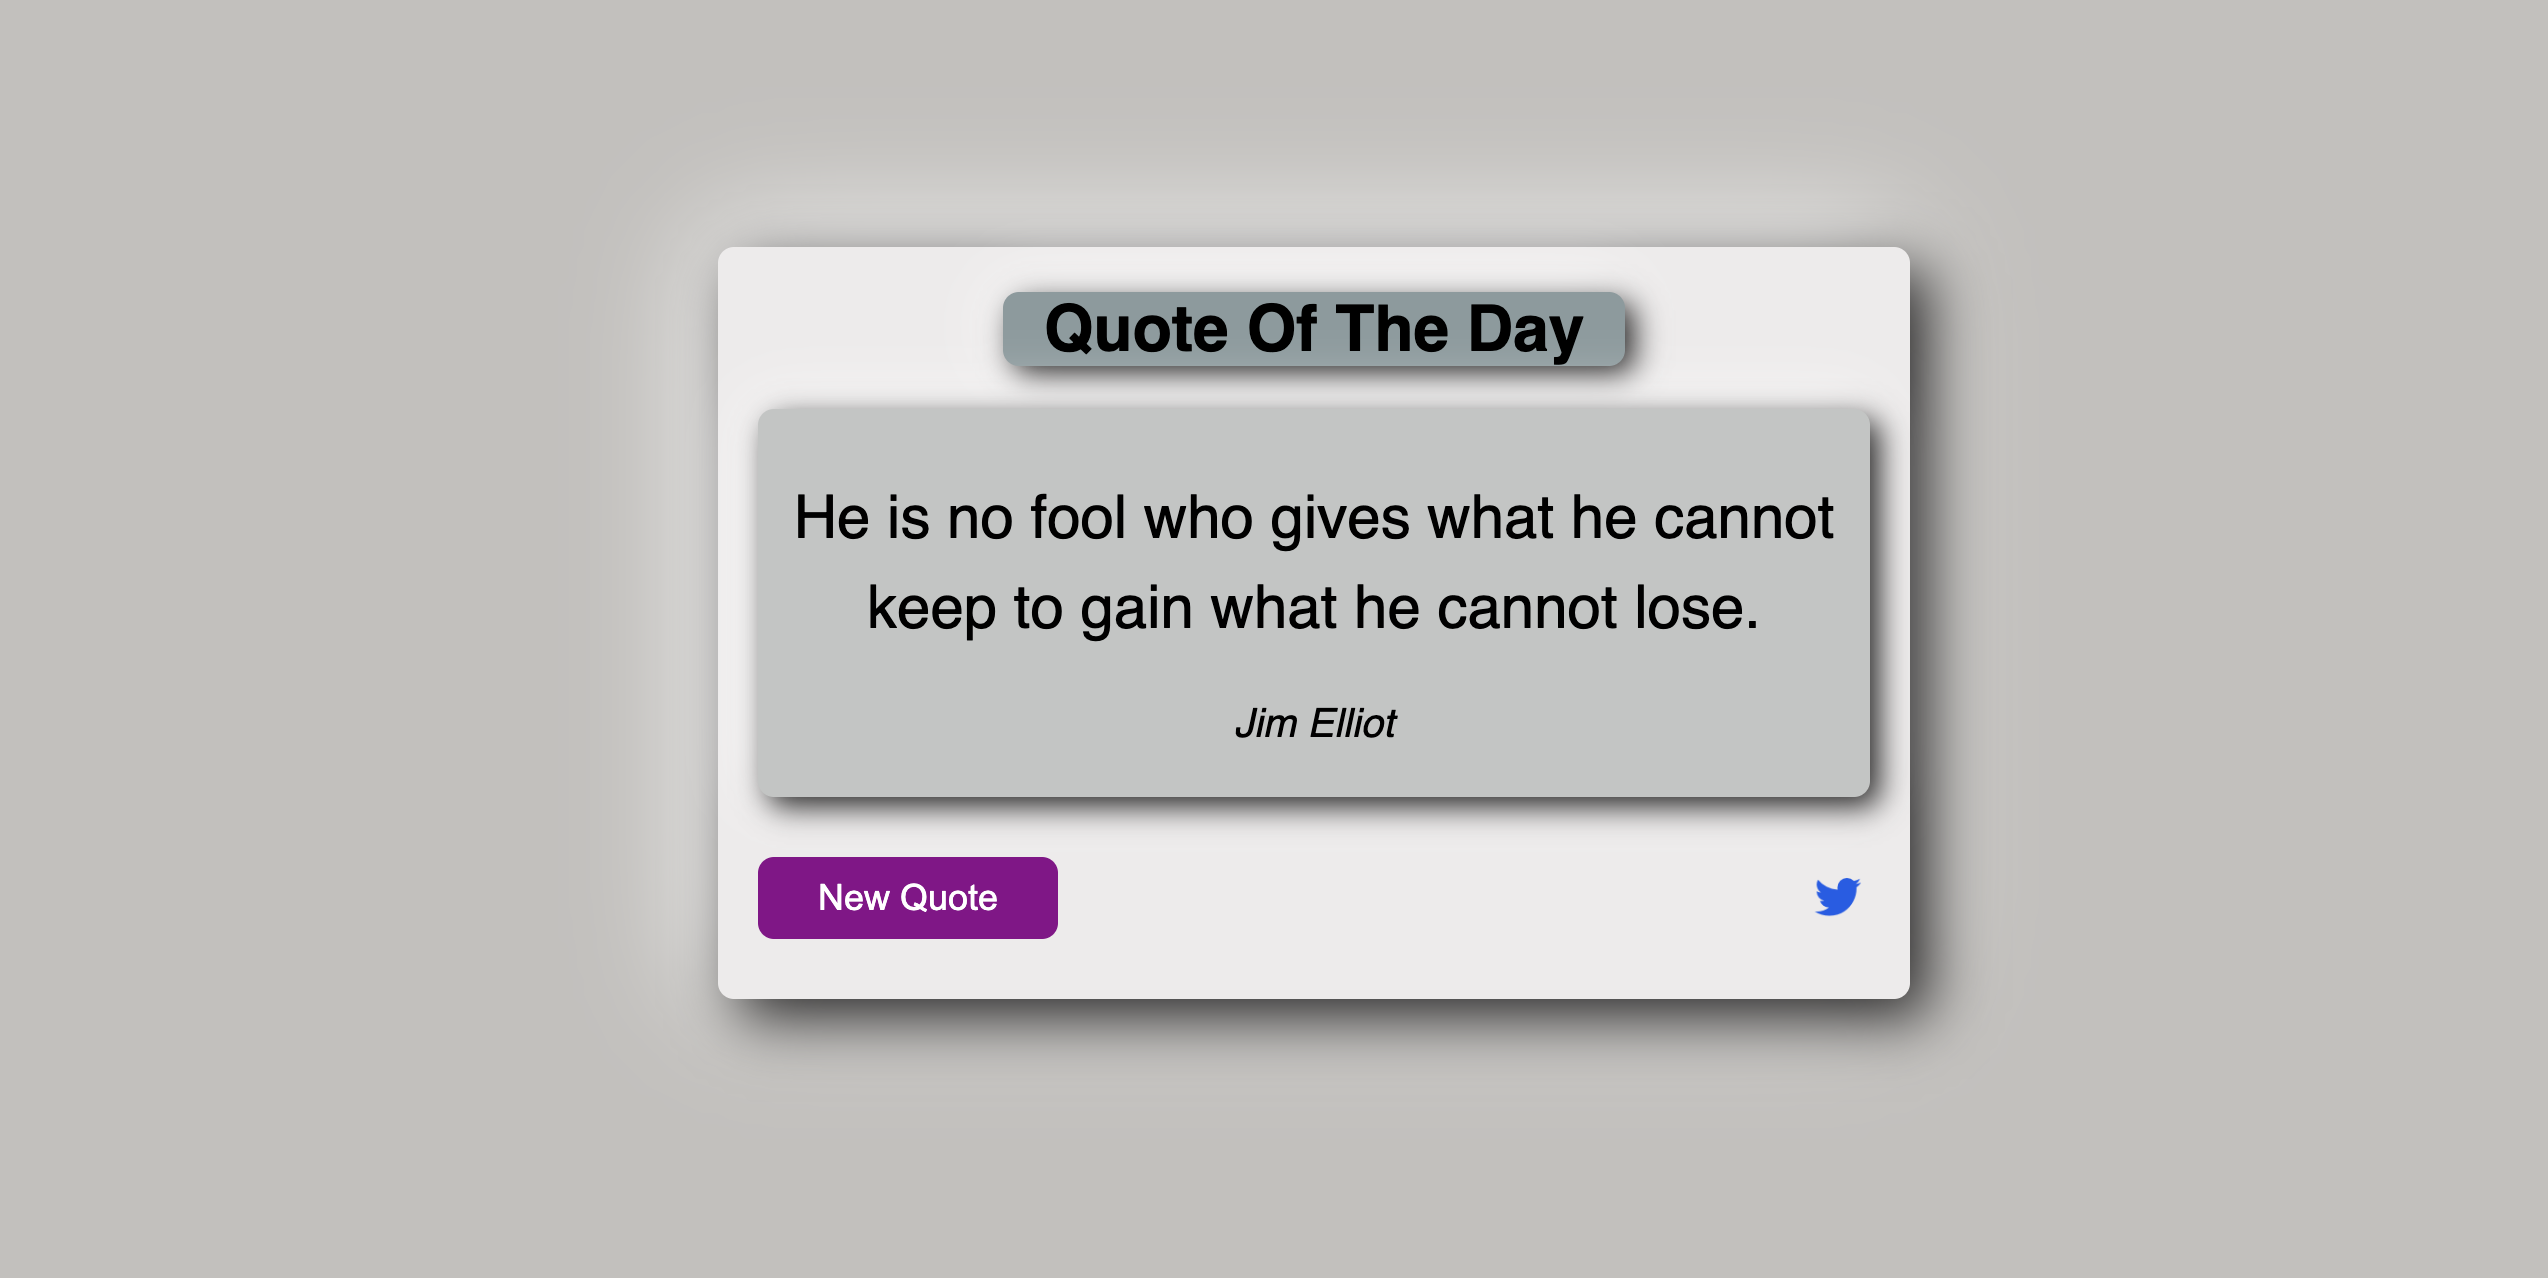 Quote Of The Day
He is no fool who gives what he cannot
keep to gain what he cannot lose.
Jim Elliot
New Quote